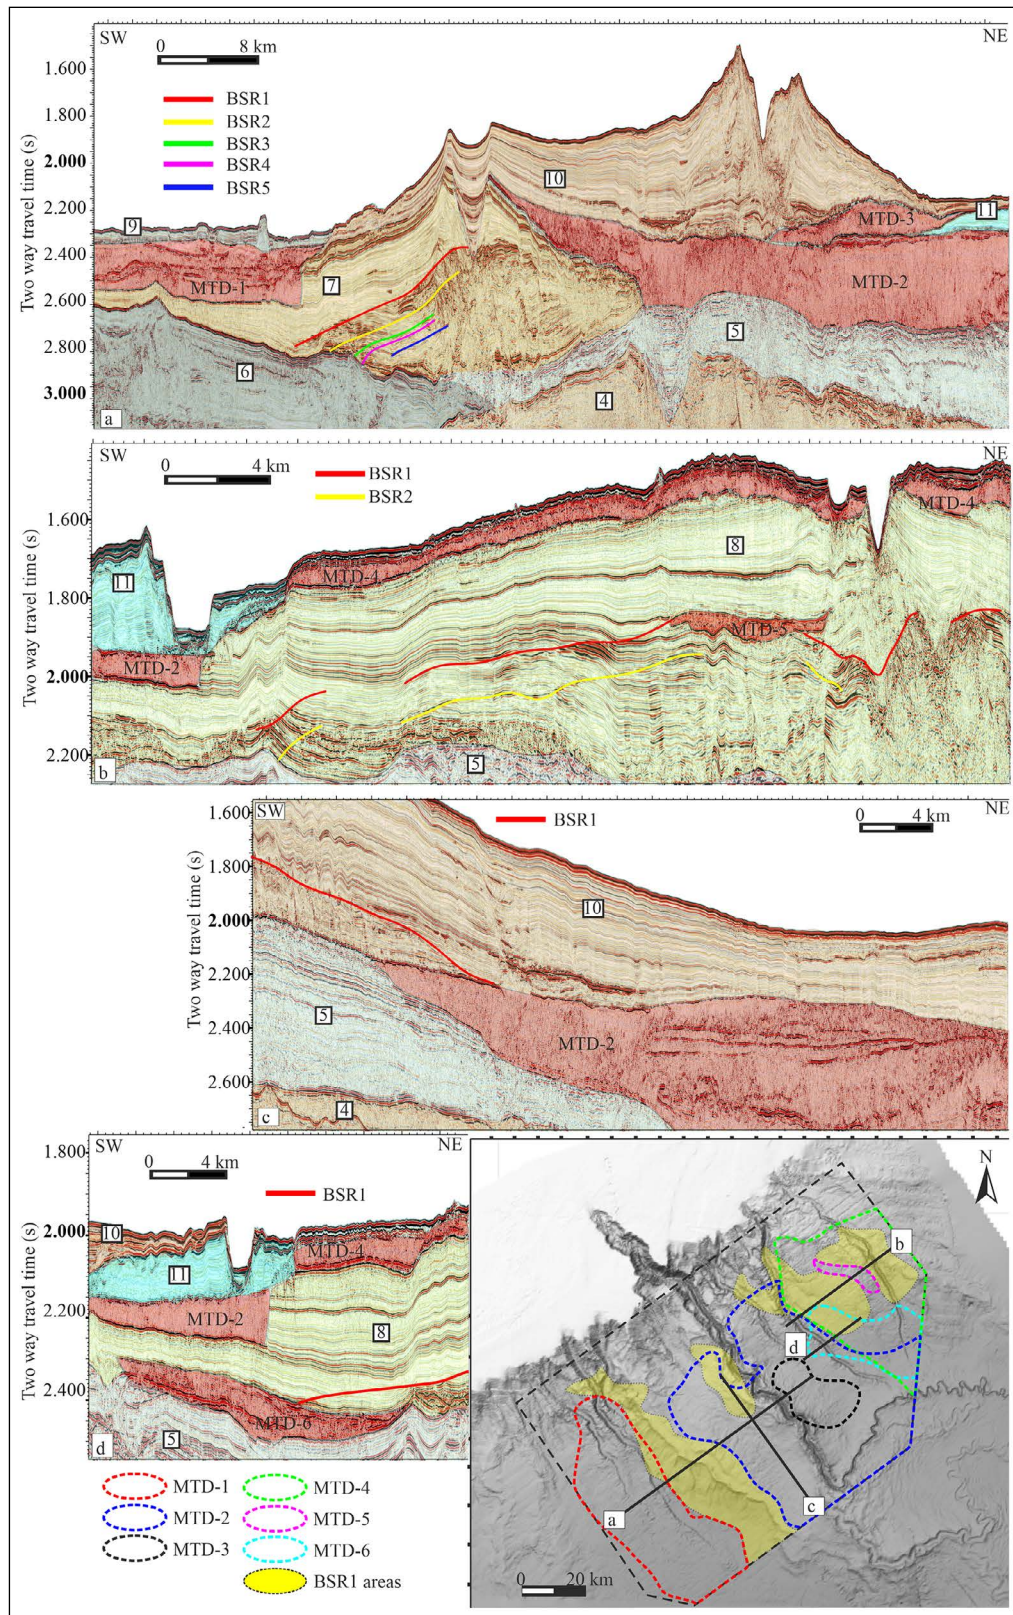 SW NE
0 8 km
BSR1
BSR2
BSR3
BSR4
BSR5
Two way travel time (s)
1.600
1.800
2.000
2.200
2.400
2.600
2.800
3.000
9
MTD-1
7
6
10
MTD-3
11
MTD-2
5
4
a
SW NE
0 4 km
BSR1
BSR2
Two way travel time (s)
1.600
1.800
2.000
2.200
11
MTD-2
MTD-4
8
MTD-4
MTD-5
5
b
SW NE
BSR1
0 4 km
Two way travel time (s)
1.600
1.800
2.000
2.200
2.400
2.600
10
5
MTD-2
4
c
SW NE
0 4 km
BSR1
Two way travel time (s)
1.800
2.000
2.200
2.400
10
11
MTD-4
MTD-2
8
MTD-6
5
d
MTD-1
MTD-2
MTD-3
MTD-4
MTD-5
MTD-6
BSR1 areas
N
b
d
a
c
0 20 km